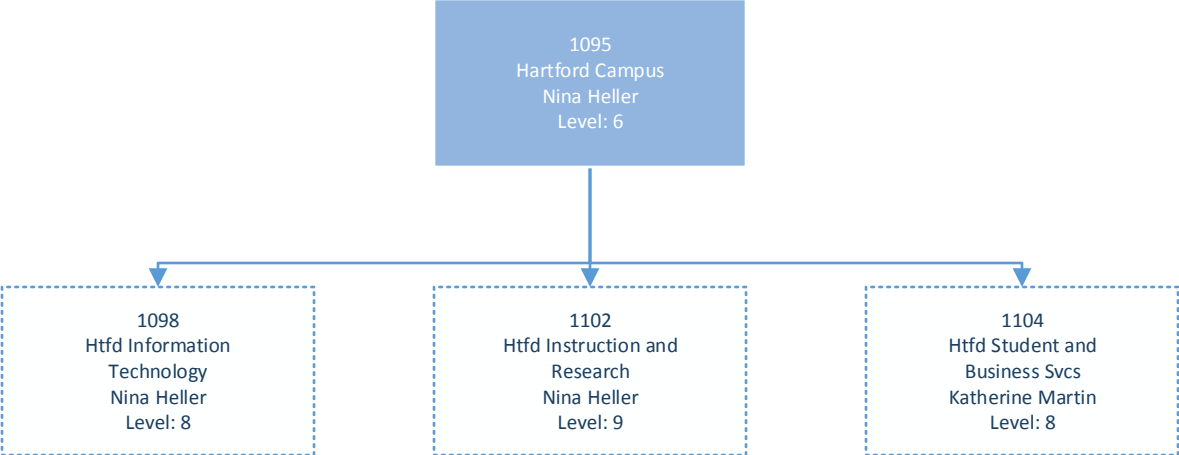 1095
Hartford Campus
Nina Heller
Level: 6
1098
Htfd Information
Technology
Nina Heller
Level: 8
1102
Htfd Instruction and
Research
Nina Heller
Level: 9
1104
Htfd Student and
Business Svcs
Katherine Martin
Level: 8